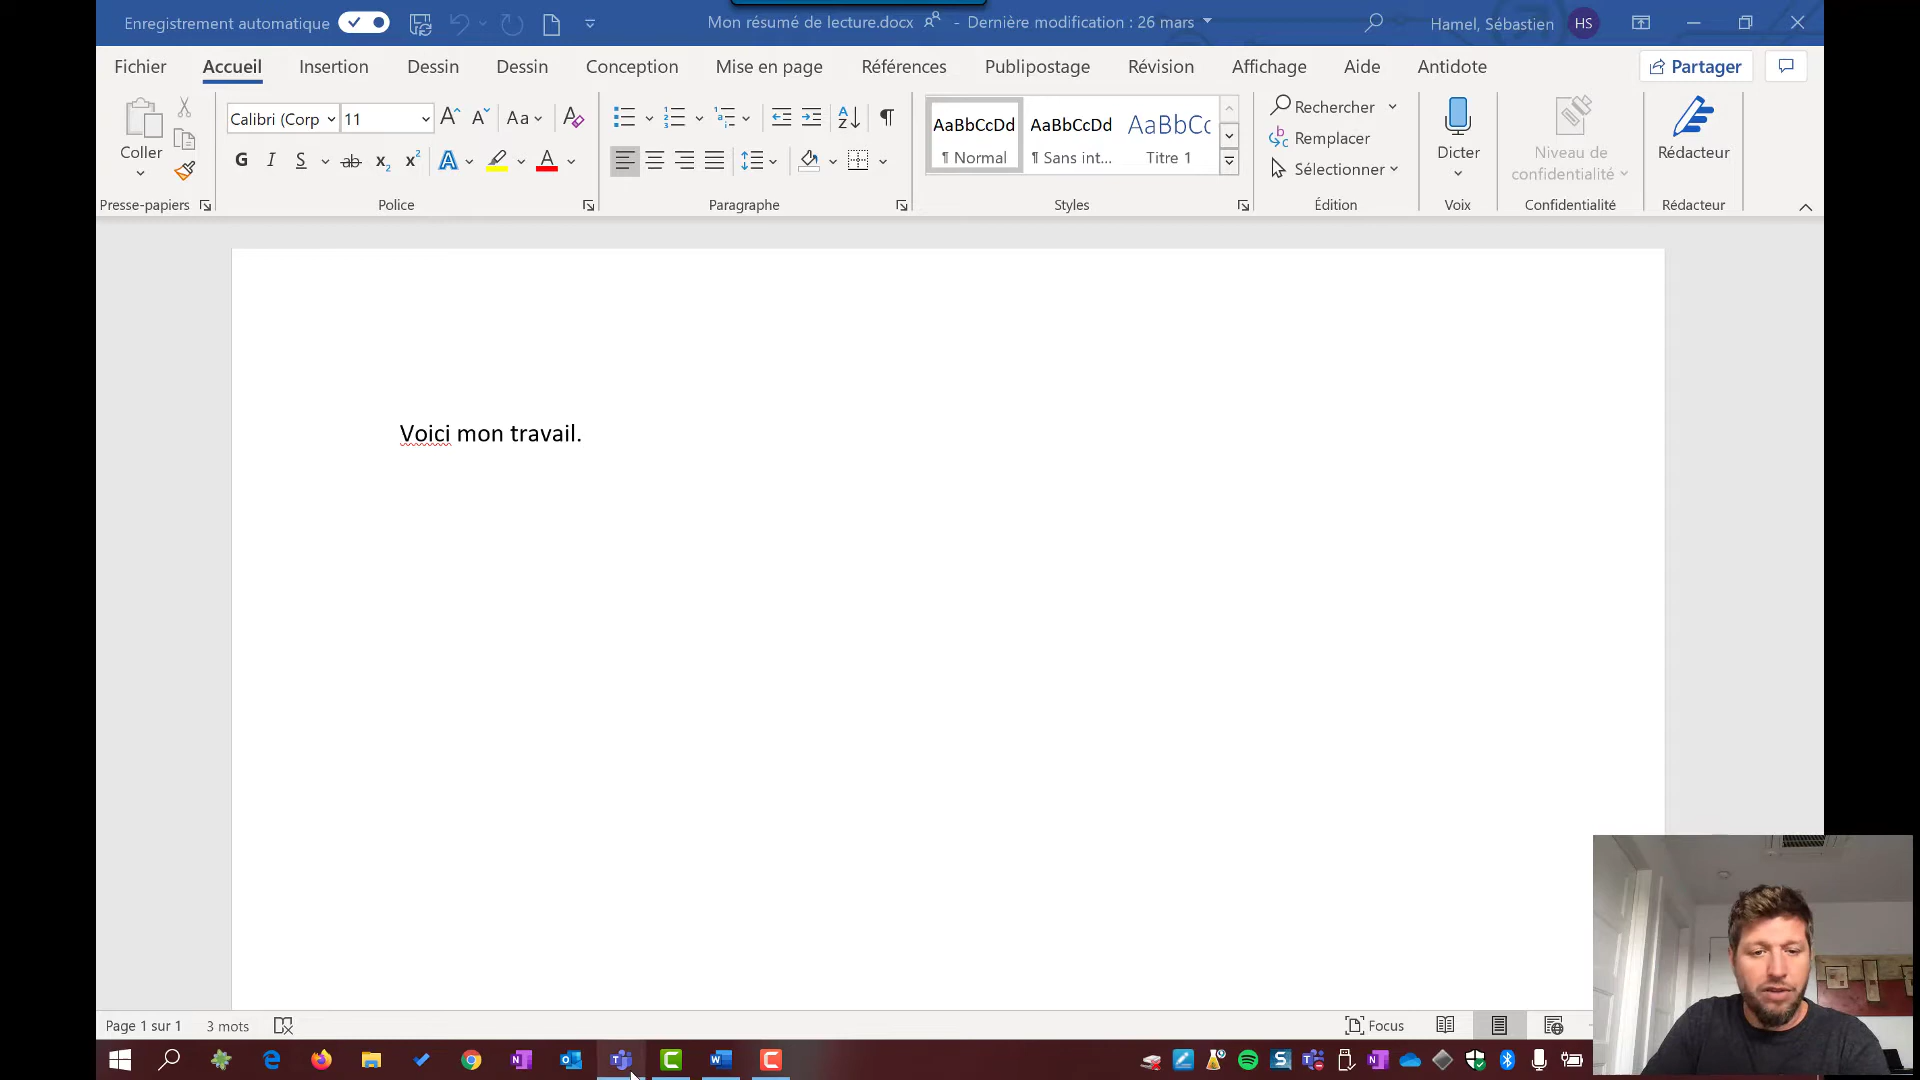 Enregistrement automatique
Mon résumé de lecture.docx - Dernière modification : 26 mars
Hamel, Sébastien HS
Fichier Accueil Insertion Dessin Dessin Conception Mise en page Références Publipostage Révision Affichage Aide Antidote Partager
Coller
Presse-papiers
Calibri (Corp 11
Aa
G I S ab x₂ x² A A
Police
Paragraphe
AaBbCcDd AaBbCcDd AaBbCc
¶ Normal ¶ Sans int... Titre 1
Styles
Rechercher
Remplacer
Sélectionner
Édition
Dicter
Voix
Niveau de
confidentialité
Confidentialité
Rédacteur
Rédacteur
Voici mon travail.
Page 1 sur 1 3 mots Focus